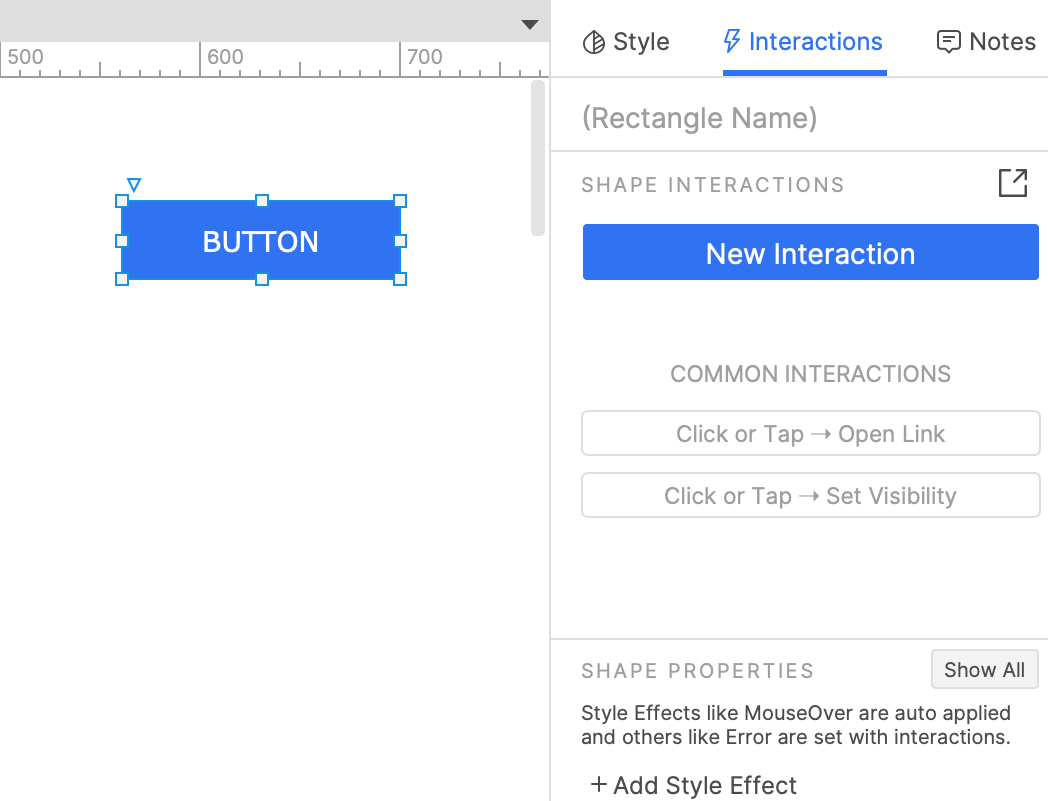 500 600 700
BUTTON
Style Interactions Notes
(Rectangle Name)
SHAPE INTERACTIONS
New Interaction
COMMON INTERACTIONS
Click or Tap → Open Link
Click or Tap → Set Visibility
SHAPE PROPERTIES Show All
Style Effects like MouseOver are auto applied
and others like Error are set with interactions.
+ Add Style Effect